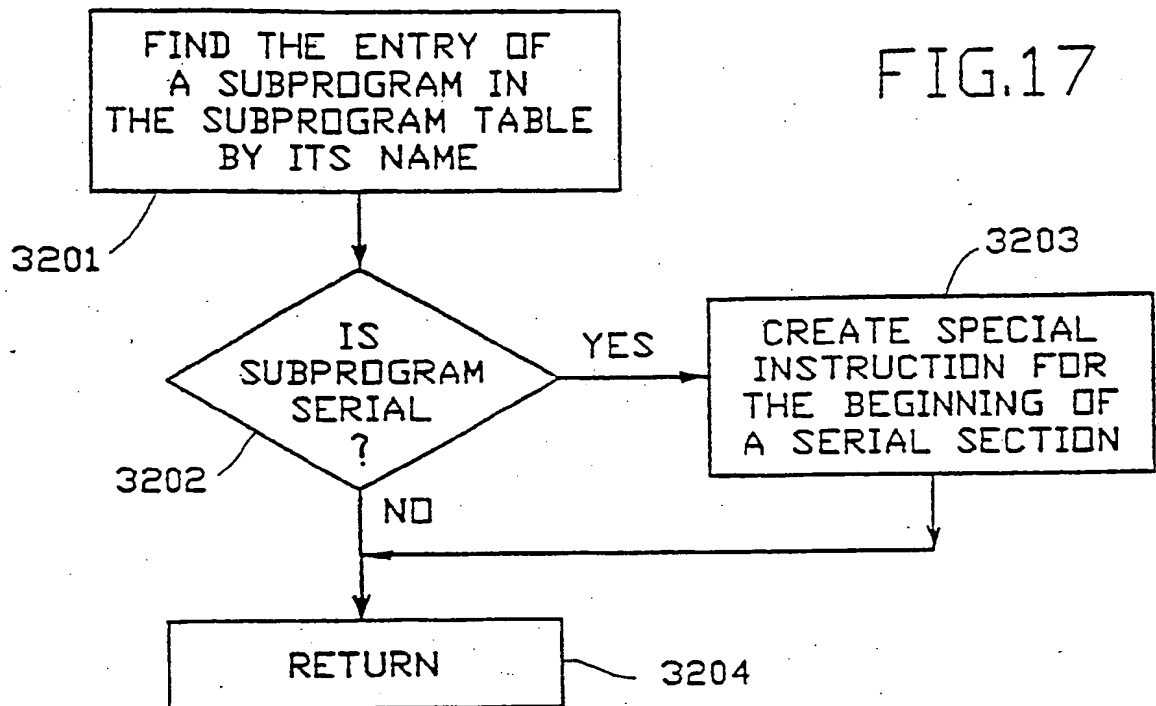 FIG.17
FIND THE ENTRY OF
A SUBPROGRAM IN
THE SUBPROGRAM TABLE
BY ITS NAME
3201
IS
SUBPROGRAM
SERIAL
?
3202
YES
NO
3203
CREATE SPECIAL
INSTRUCTION FOR
THE BEGINNING OF
A SERIAL SECTION
RETURN
3204